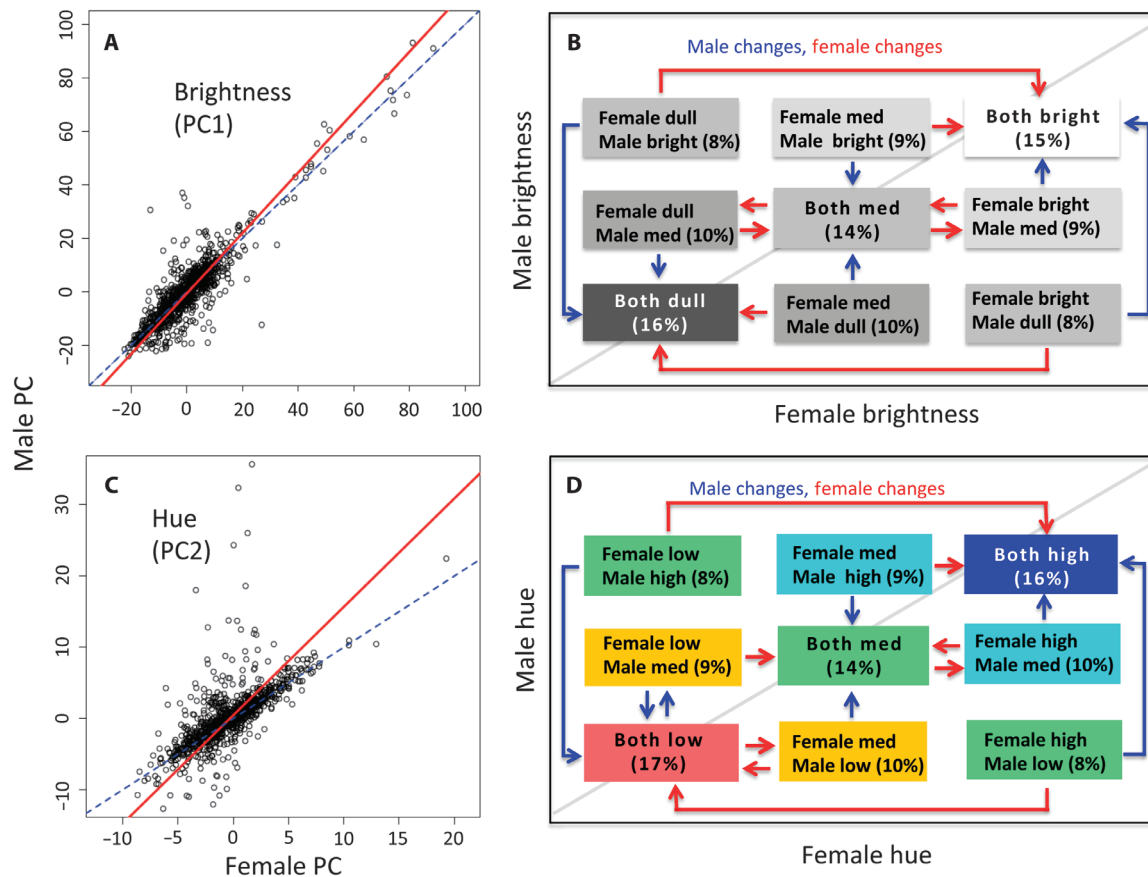 A
Brightness
(PC1)
100
80
60
40
20
0
−20
−20 0 20 40 60 80 100
Male PC
B
Male changes, female changes
Female dull
Male bright (8%)
Female med
Male bright (9%)
Both bright
(15%)
Female dull
Male med (10%)
Both med
(14%)
Female bright
Male med (9%)
Both dull
(16%)
Female med
Male dull (10%)
Female bright
Male dull (8%)
Male brightness
Female brightness
C
Hue
(PC2)
30
20
10
0
−10
−10 −5 0 5 10 15 20
Female PC
D
Male changes, female changes
Female low
Male high (8%)
Female med
Male high (9%)
Both high
(16%)
Female low
Male med (9%)
Both med
(14%)
Female high
Male med (10%)
Both low
(17%)
Female med
Male low (10%)
Female high
Male low (8%)
Male hue
Female hue